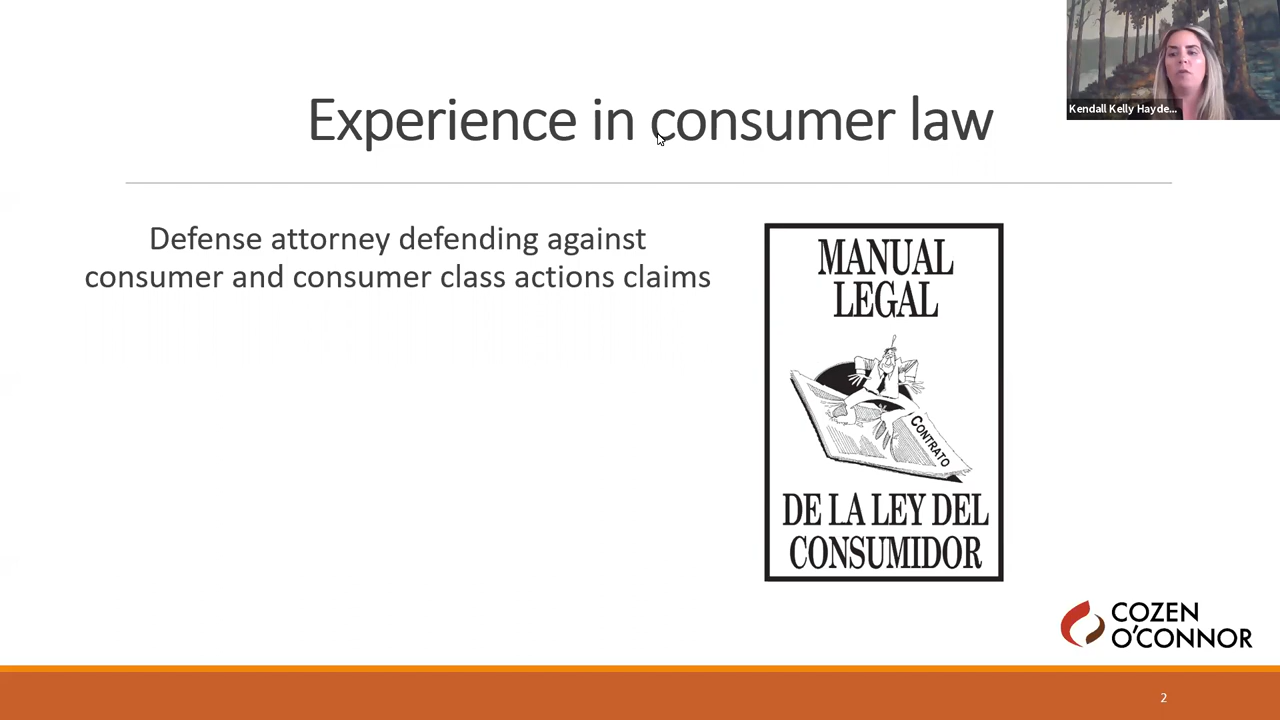 Experience in consumer law
Kendall Kelly Hayde...
Defense attorney defending against
consumer and consumer class actions claims
MANUAL
LEGAL
CONTRATO
DE LA LEY DEL
CONSUMIDOR
COZEN
O'CONNOR
2